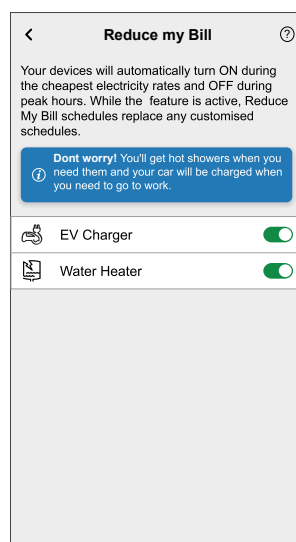 Reduce my Bill
Your devices will automatically turn ON during
the cheapest electricity rates and OFF during
peak hours. While the feature is active, Reduce
My Bill schedules replace any customised
schedules.
Dont worry! You'll get hot showers when you
need them and your car will be charged when
you need to go to work.
EV Charger
Water Heater